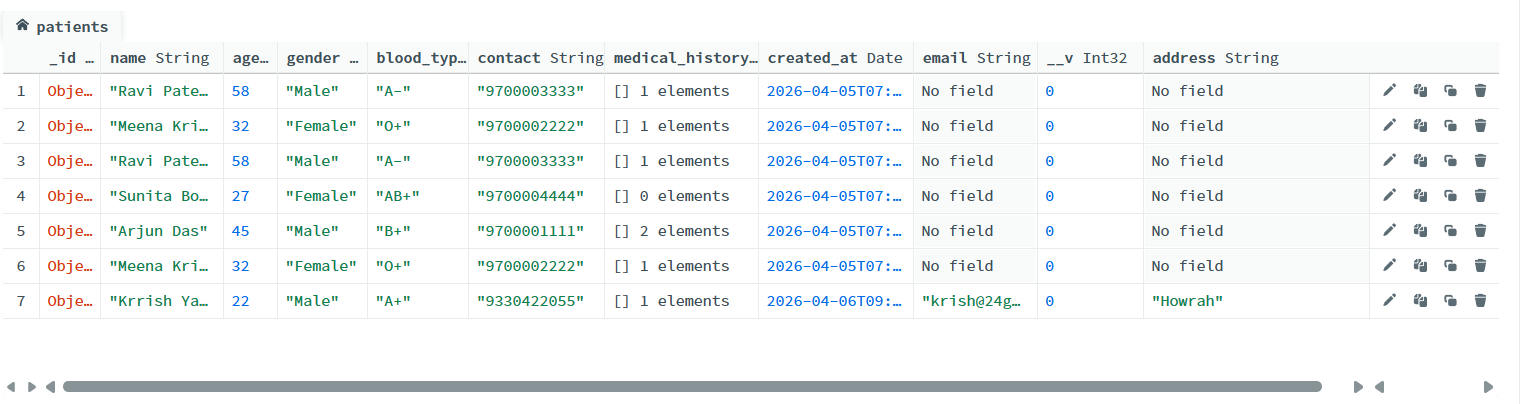 patients
_id … name String age… gender … blood_typ… contact String medical_history… created_at Date email String __v Int32 address String
1 Obje… "Ravi Pate… 58 "Male" "A-" "9700003333" [] 1 elements 2026-04-05T07:… No field 0 No field
2 Obje… "Meena Kri… 32 "Female" "O+" "9700002222" [] 1 elements 2026-04-05T07:… No field 0 No field
3 Obje… "Ravi Pate… 58 "Male" "A-" "9700003333" [] 1 elements 2026-04-05T07:… No field 0 No field
4 Obje… "Sunita Bo… 27 "Female" "AB+" "9700004444" [] 0 elements 2026-04-05T07:… No field 0 No field
5 Obje… "Arjun Das" 45 "Male" "B+" "9700001111" [] 2 elements 2026-04-05T07:… No field 0 No field
6 Obje… "Meena Kri… 32 "Female" "O+" "9700002222" [] 1 elements 2026-04-05T07:… No field 0 No field
7 Obje… "Krrish Ya… 22 "Male" "A+" "9330422055" [] 1 elements 2026-04-06T09:… "krish@24g… 0 "Howrah"